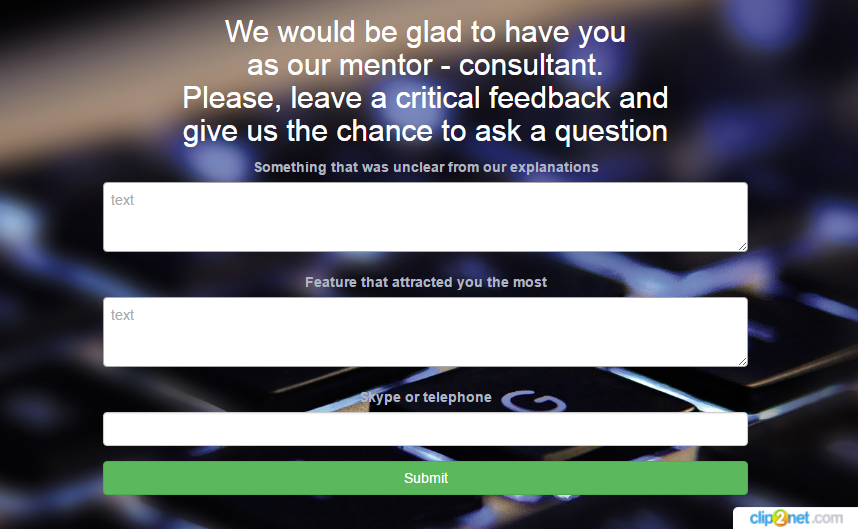 We would be glad to have you
as our mentor - consultant.
Please, leave a critical feedback and
give us the chance to ask a question
Something that was unclear from our explanations
text
Feature that attracted you the most
text
Skype or telephone
G
Submit
clip2net.com